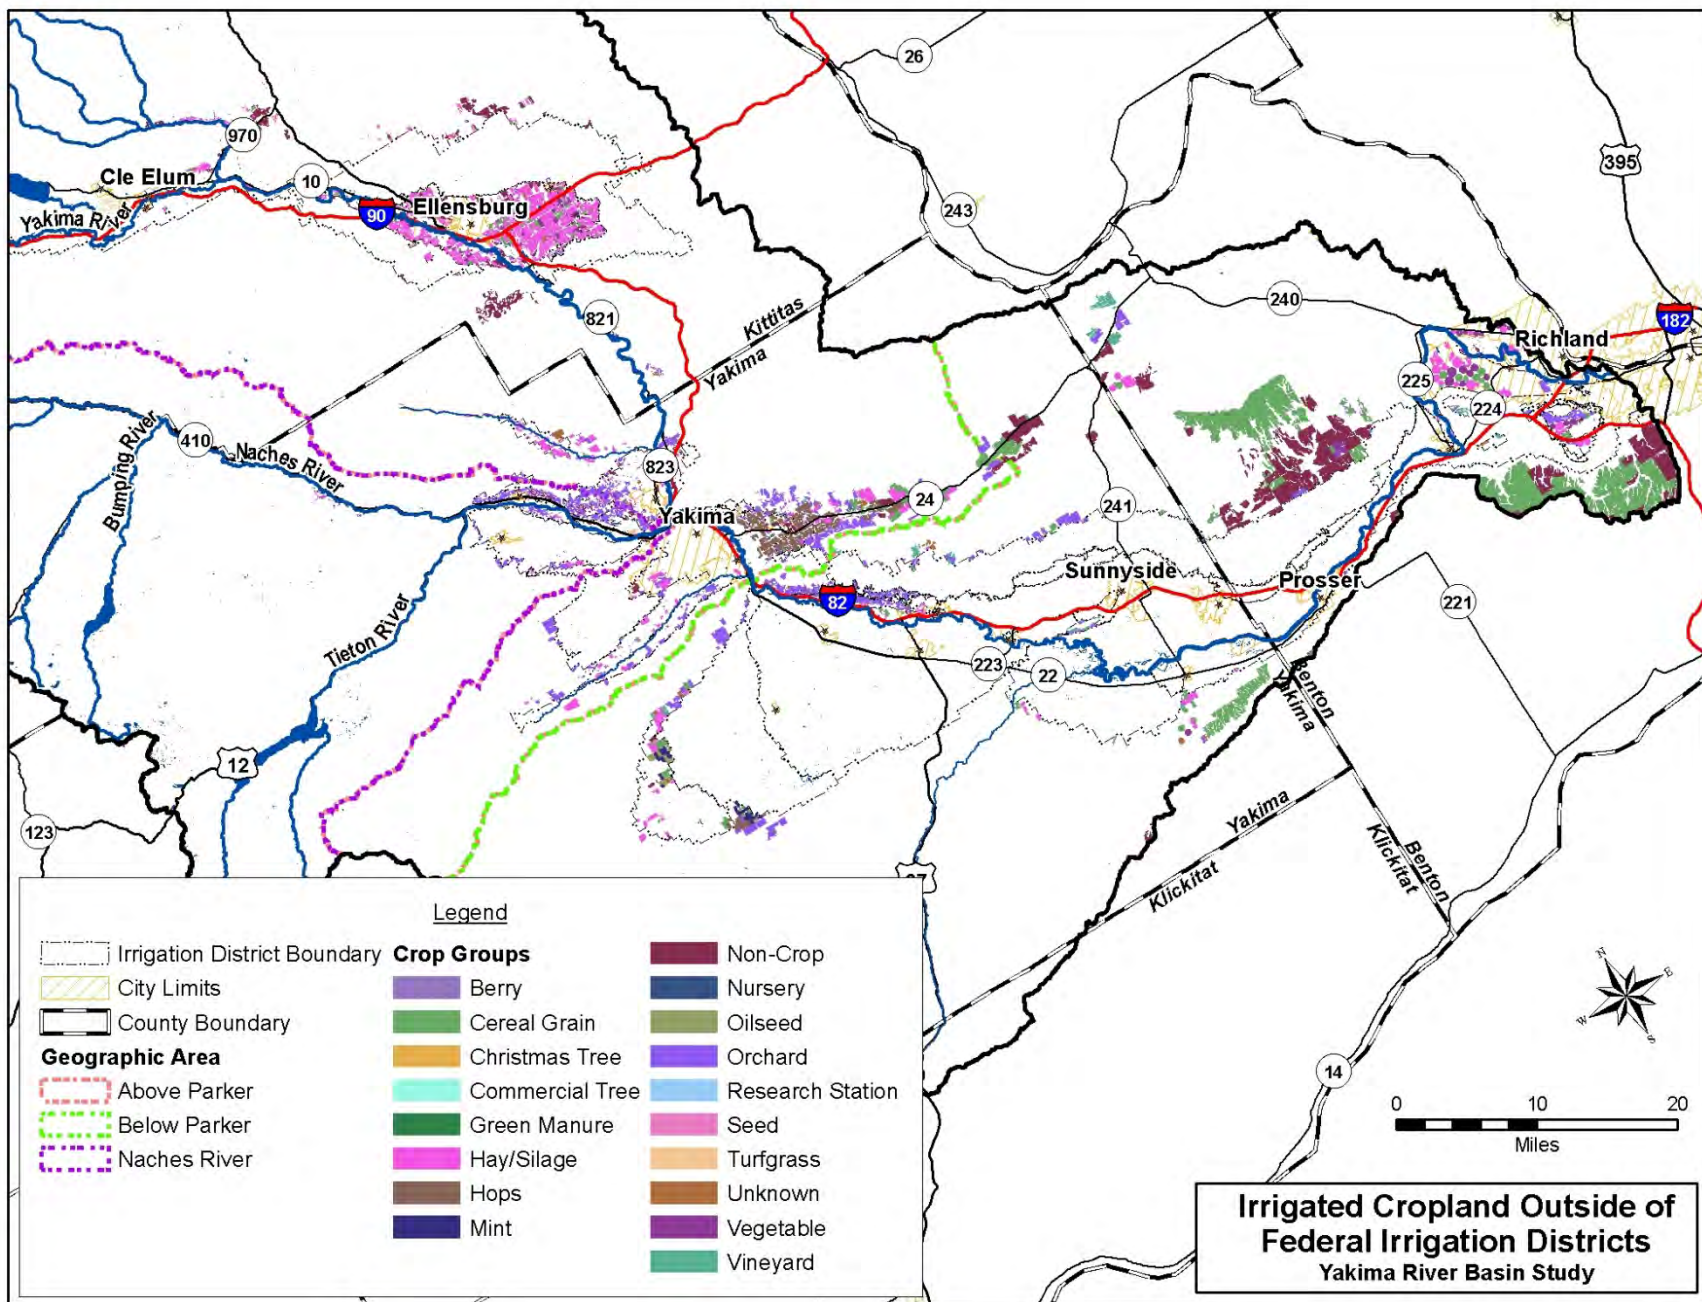 26
395
970
Cle Elum
10
Yakima River
90
Ellensburg
243
821
Kittitas
Yakima
240
182
Richland
225
224
410
Bumping River
Naches River
823
Yakima
24
241
Tieton River
82
Sunnyside
Prosser
221
223
22
Benton
Yakima
12
123
Yakima
Klickitat
Benton
Klickitat
14
N
E
W
S
Legend
Irrigation District Boundary
City Limits
County Boundary
Geographic Area
Above Parker
Below Parker
Naches River
Crop Groups
Berry
Cereal Grain
Christmas Tree
Commercial Tree
Green Manure
Hay/Silage
Hops
Mint
Non-Crop
Nursery
Oilseed
Orchard
Research Station
Seed
Turfgrass
Unknown
Vegetable
Vineyard
0 10 20
Miles
Irrigated Cropland Outside of
Federal Irrigation Districts
Yakima River Basin Study